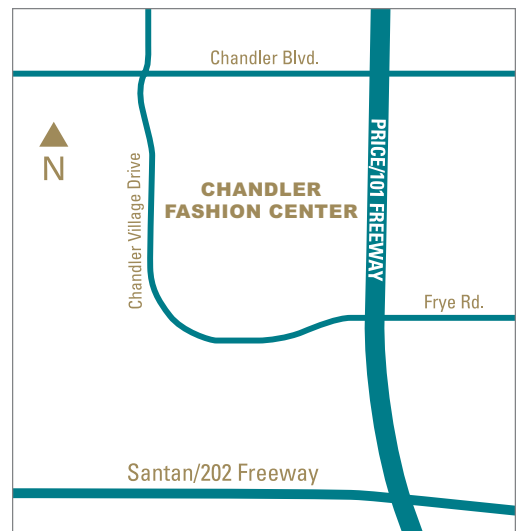 Chandler Blvd.
N
Chandler Village Drive
CHANDLER
FASHION CENTER
PRICE/101 FREEWAY
Frye Rd.
Santan/202 Freeway